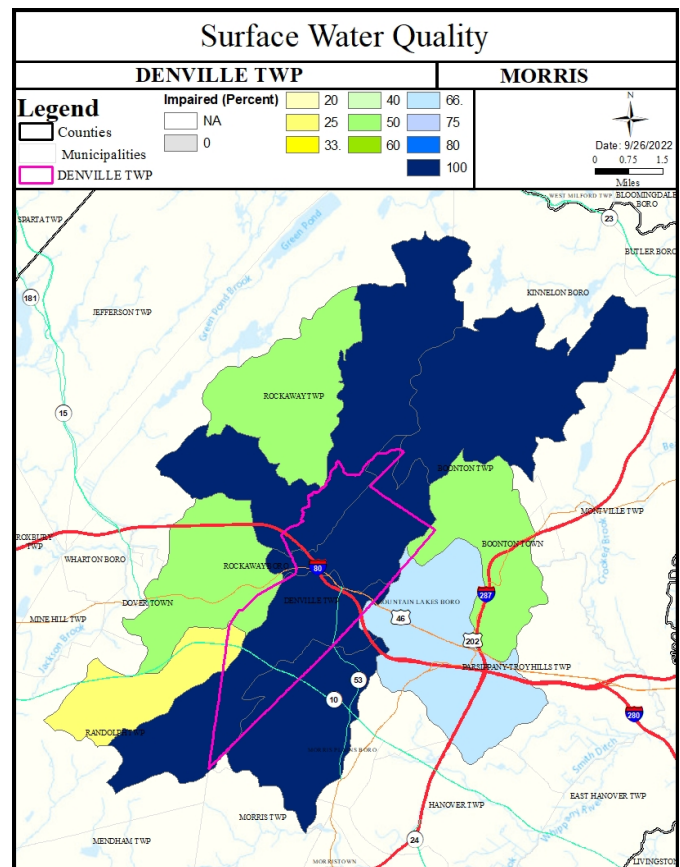 Surface Water Quality
DENVILLE TWP
MORRIS
Legend
Counties
Municipalities
DENVILLE TWP
Impaired (Percent)
NA
0
20
25
33.
40
50
60
66.
75
80
100
N
Date: 9/26/2022
0 0.75 1.5
Miles
WEST MILFORD TWP
BLOOMINGDALE
BORO
SPARTA TWP
23
BUTLER BORO
Green Pond
181
KINNELON BORO
JEFFERSON TWP
Green Pond Brook
ROCKAWAY TWP
15
BOONTON TWP
MONTVILLE TWP
ROXBURY
TWP
BOONTON TOWN
Crooked Brook
WHARTON BORO
ROCKAWAY BORO
80
287
DOVER TOWN
DENVILLE TWP
MOUNTAIN LAKES BORO
46
MINE HILL TWP
202
Jackson Brook
PARSIPPANY-TROY HILLS TWP
53
10
280
RANDOLPH TWP
MORRIS PLAINS BORO
Smith Ditch
EAST HANOVER TWP
HANOVER TWP
MORRIS TWP
Whippany River
24
MENDHAM TWP
MORRISTOWN
LIVINGSTON